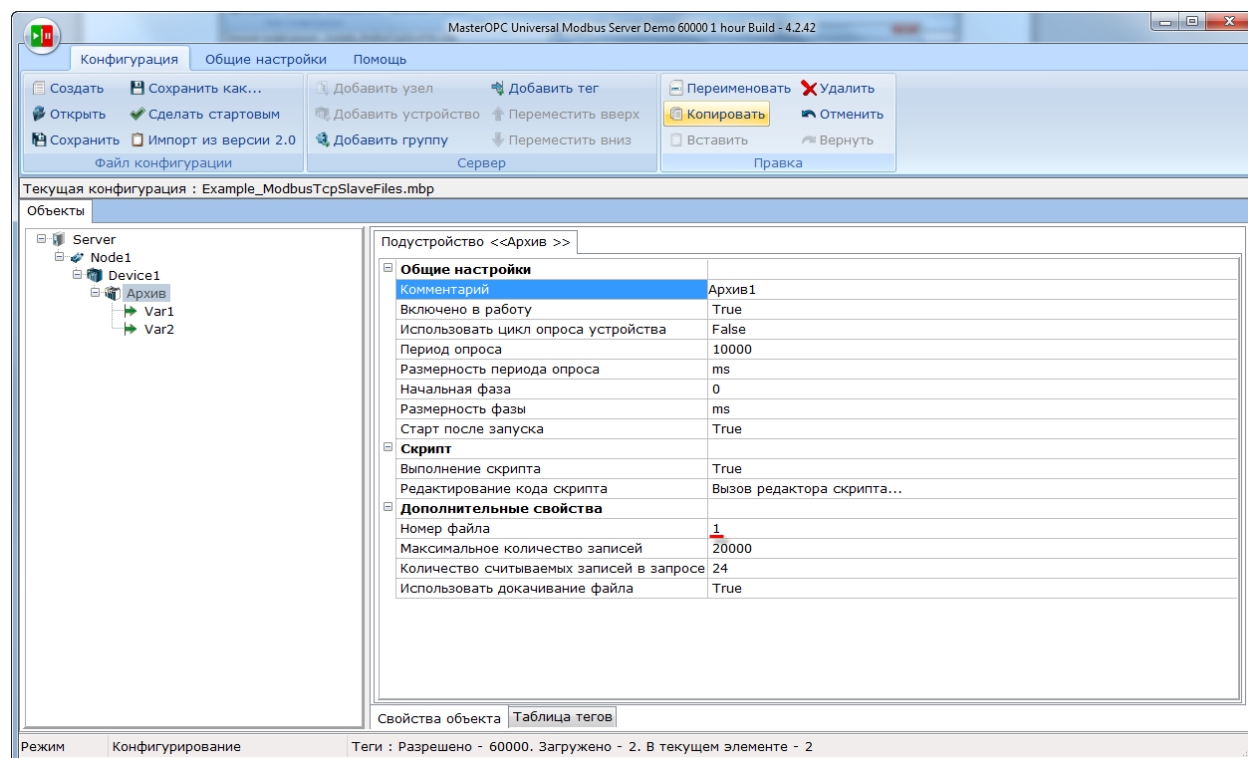 MasterOPC Universal Modbus Server Demo 60000 1 hour Build - 4.2.42
Конфигурация Общие настройки Помощь
Создать Сохранить как... Добавить узел Добавить тег Переименовать Удалить
Открыть Сделать стартовым Добавить устройство Переместить вверх Копировать Отменить
Сохранить Импорт из версии 2.0 Добавить группу Переместить вниз Вставить Вернуть
Файл конфигурации Сервер Правка
Текущая конфигурация : Example_ModbusTcpSlaveFiles.mbp
Объекты
Server
Node1
Device1
Архив
Var1
Var2
Подустройство <<Архив >>
Общие настройки
Комментарий Архив1
Включено в работу True
Использовать цикл опроса устройства False
Период опроса 10000
Размерность периода опроса ms
Начальная фаза 0
Размерность фазы ms
Старт после запуска True
Скрипт
Выполнение скрипта True
Редактирование кода скрипта Вызов редактора скрипта...
Дополнительные свойства
Номер файла 1
Максимальное количество записей 20000
Количество считываемых записей в запросе 24
Использовать докачивание файла True
Свойства объекта Таблица тегов
Режим Конфигурирование Теги : Разрешено - 60000. Загружено - 2. В текущем элементе - 2